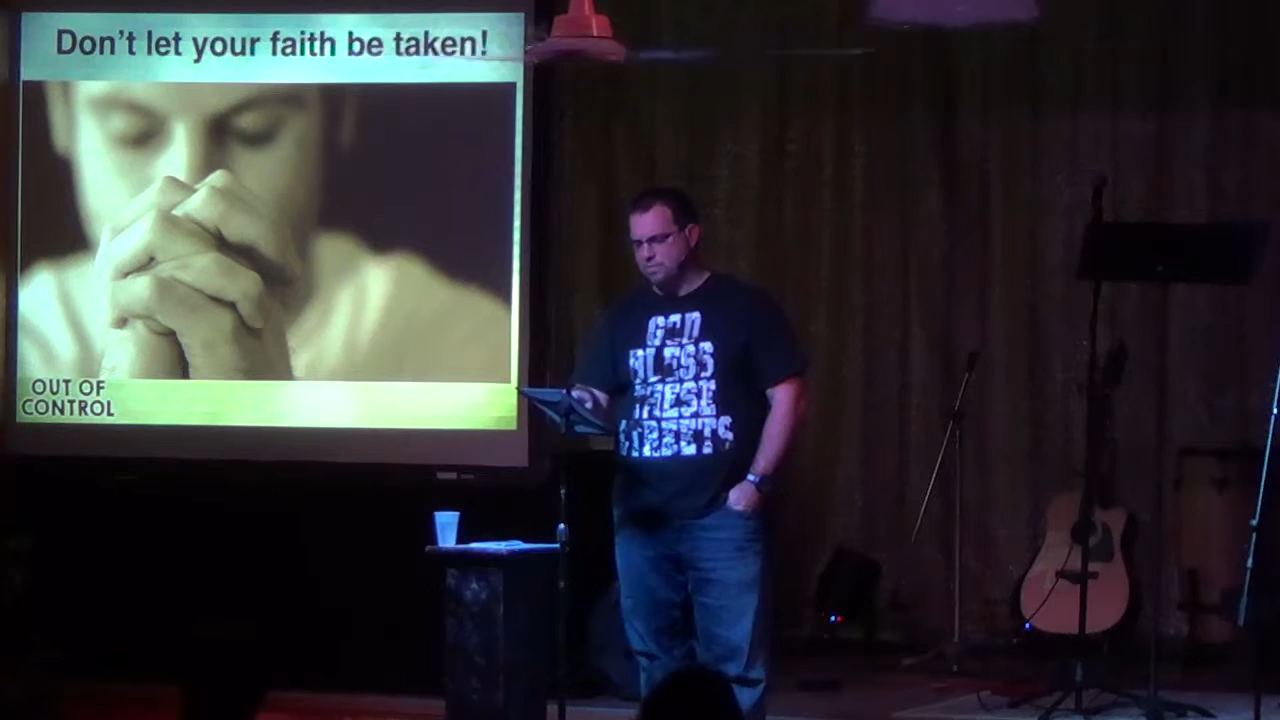 Don't let your faith be taken!
OUT OF
CONTROL
GOD
BLESS
THESE
STREETS